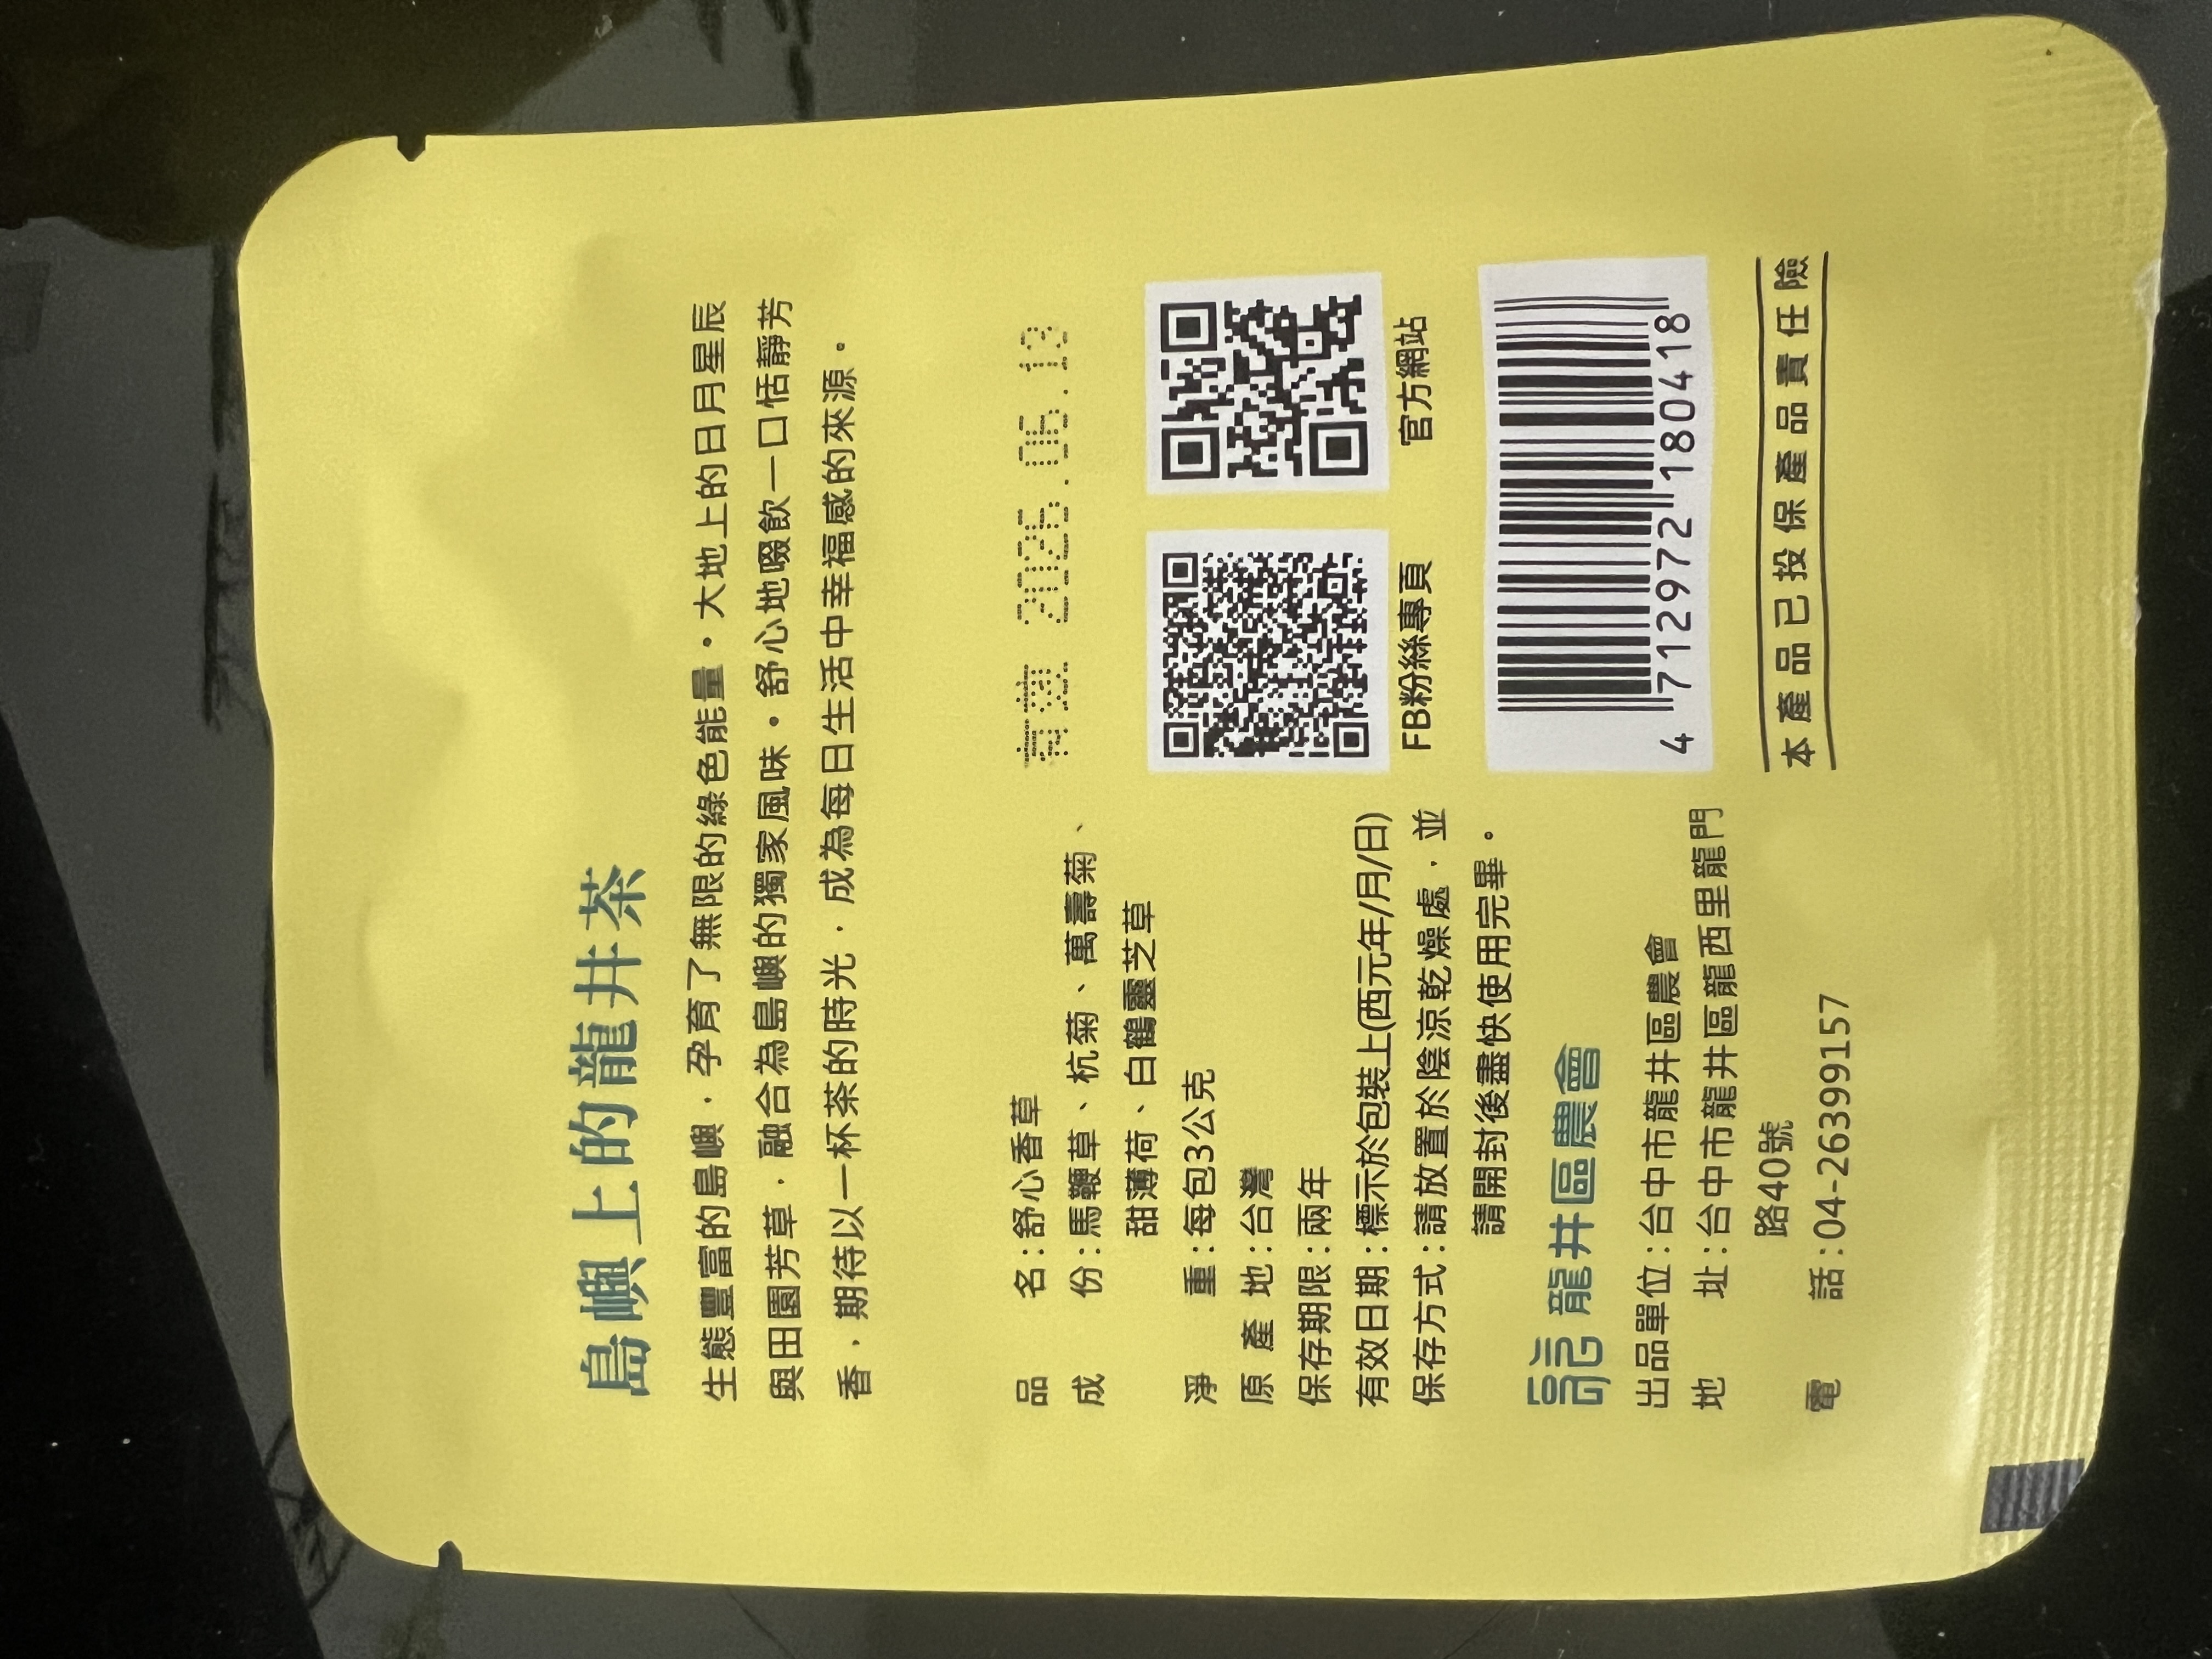 島嶼上的龍井茶
生態豐富的島嶼，孕育了無限的綠色能量。大地上的日月星辰
與田園芳草，融合為島嶼的獨家風味。舒心地啜飲一口恬靜芳
香，期待以一杯茶的時光，成為每日生活中幸福感的來源。
品名：舒心香草
成份：馬鞭草、杭菊、萬壽菊、
甜薄荷、白鶴靈芝草
淨重：每包3公克
原產地：台灣
保存期限：兩年
有效日期：標示於包裝上(西元年/月/日)
保存方式：請放置於陰涼乾燥處，並
請開封後盡快使用完畢。
龍井區農會
出品單位：台中市龍井區農會
地址：台中市龍井區龍西里龍門
路40號
電話：04-26399157
有效
FB粉絲專頁
官方網站
4 712972 180418
本產品已投保產品責任險